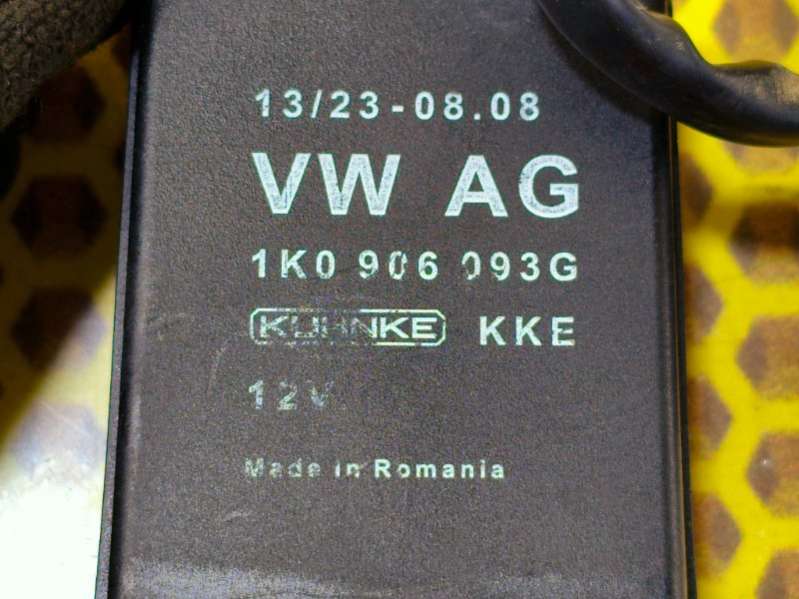 13/23-08.08
VW AG
1K0 906 093G
KUHNKE KKE
12V
Made in Romania